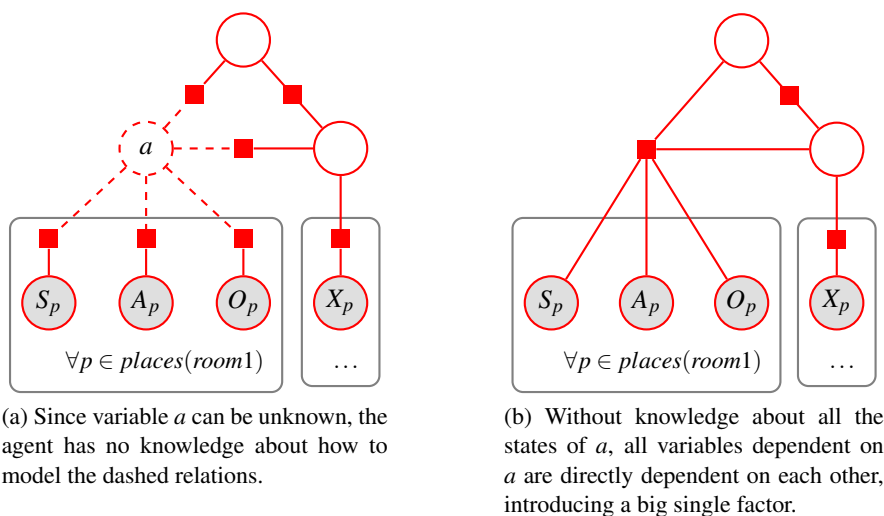 a
S_p A_p O_p X_p
S_p A_p O_p X_p
∀p ∈ places(room1) ...
∀p ∈ places(room1) ...
(a) Since variable a can be unknown, the
agent has no knowledge about how to
model the dashed relations.
(b) Without knowledge about all the
states of a, all variables dependent on
a are directly dependent on each other,
introducing a big single factor.